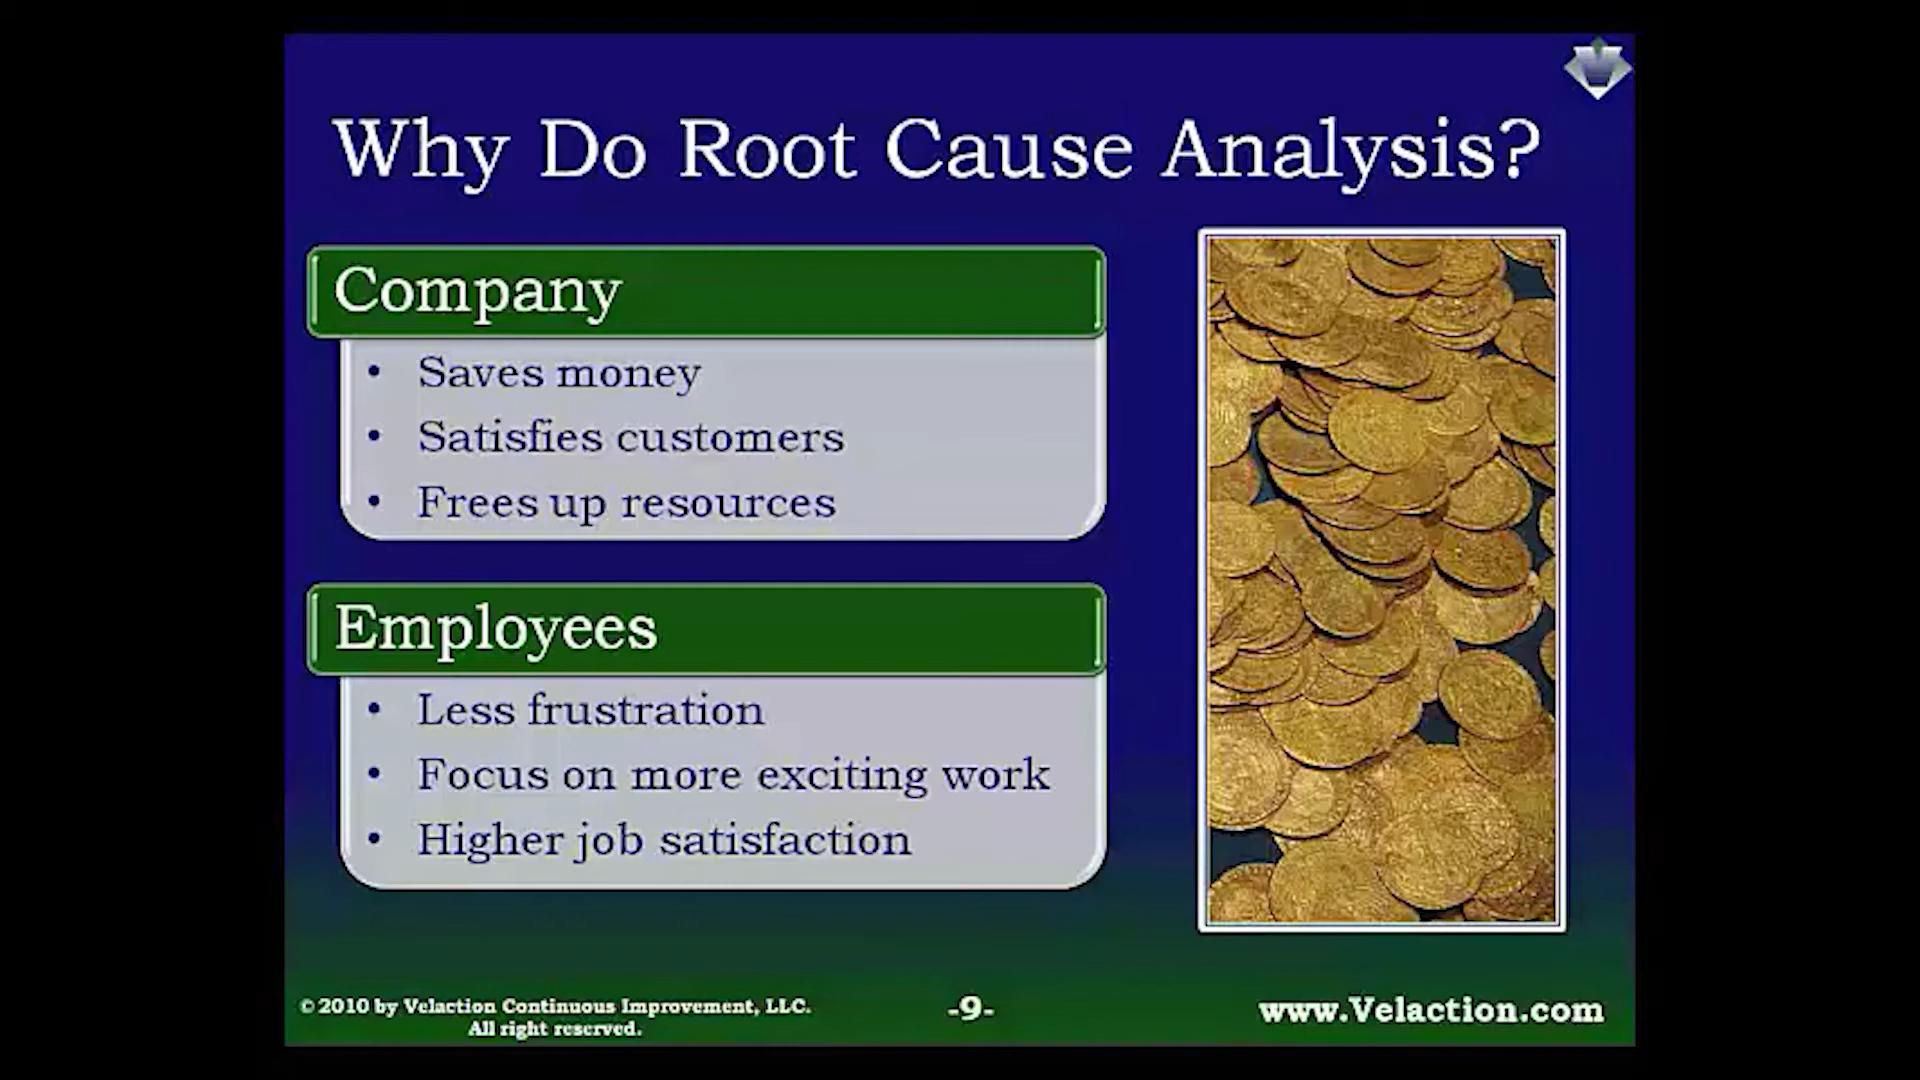 Why Do Root Cause Analysis?
Company
• Saves money
• Satisfies customers
• Frees up resources
Employees
• Less frustration
• Focus on more exciting work
• Higher job satisfaction
© 2010 by Velaction Continuous Improvement, LLC.
All right reserved.
-9-
www.Velaction.com